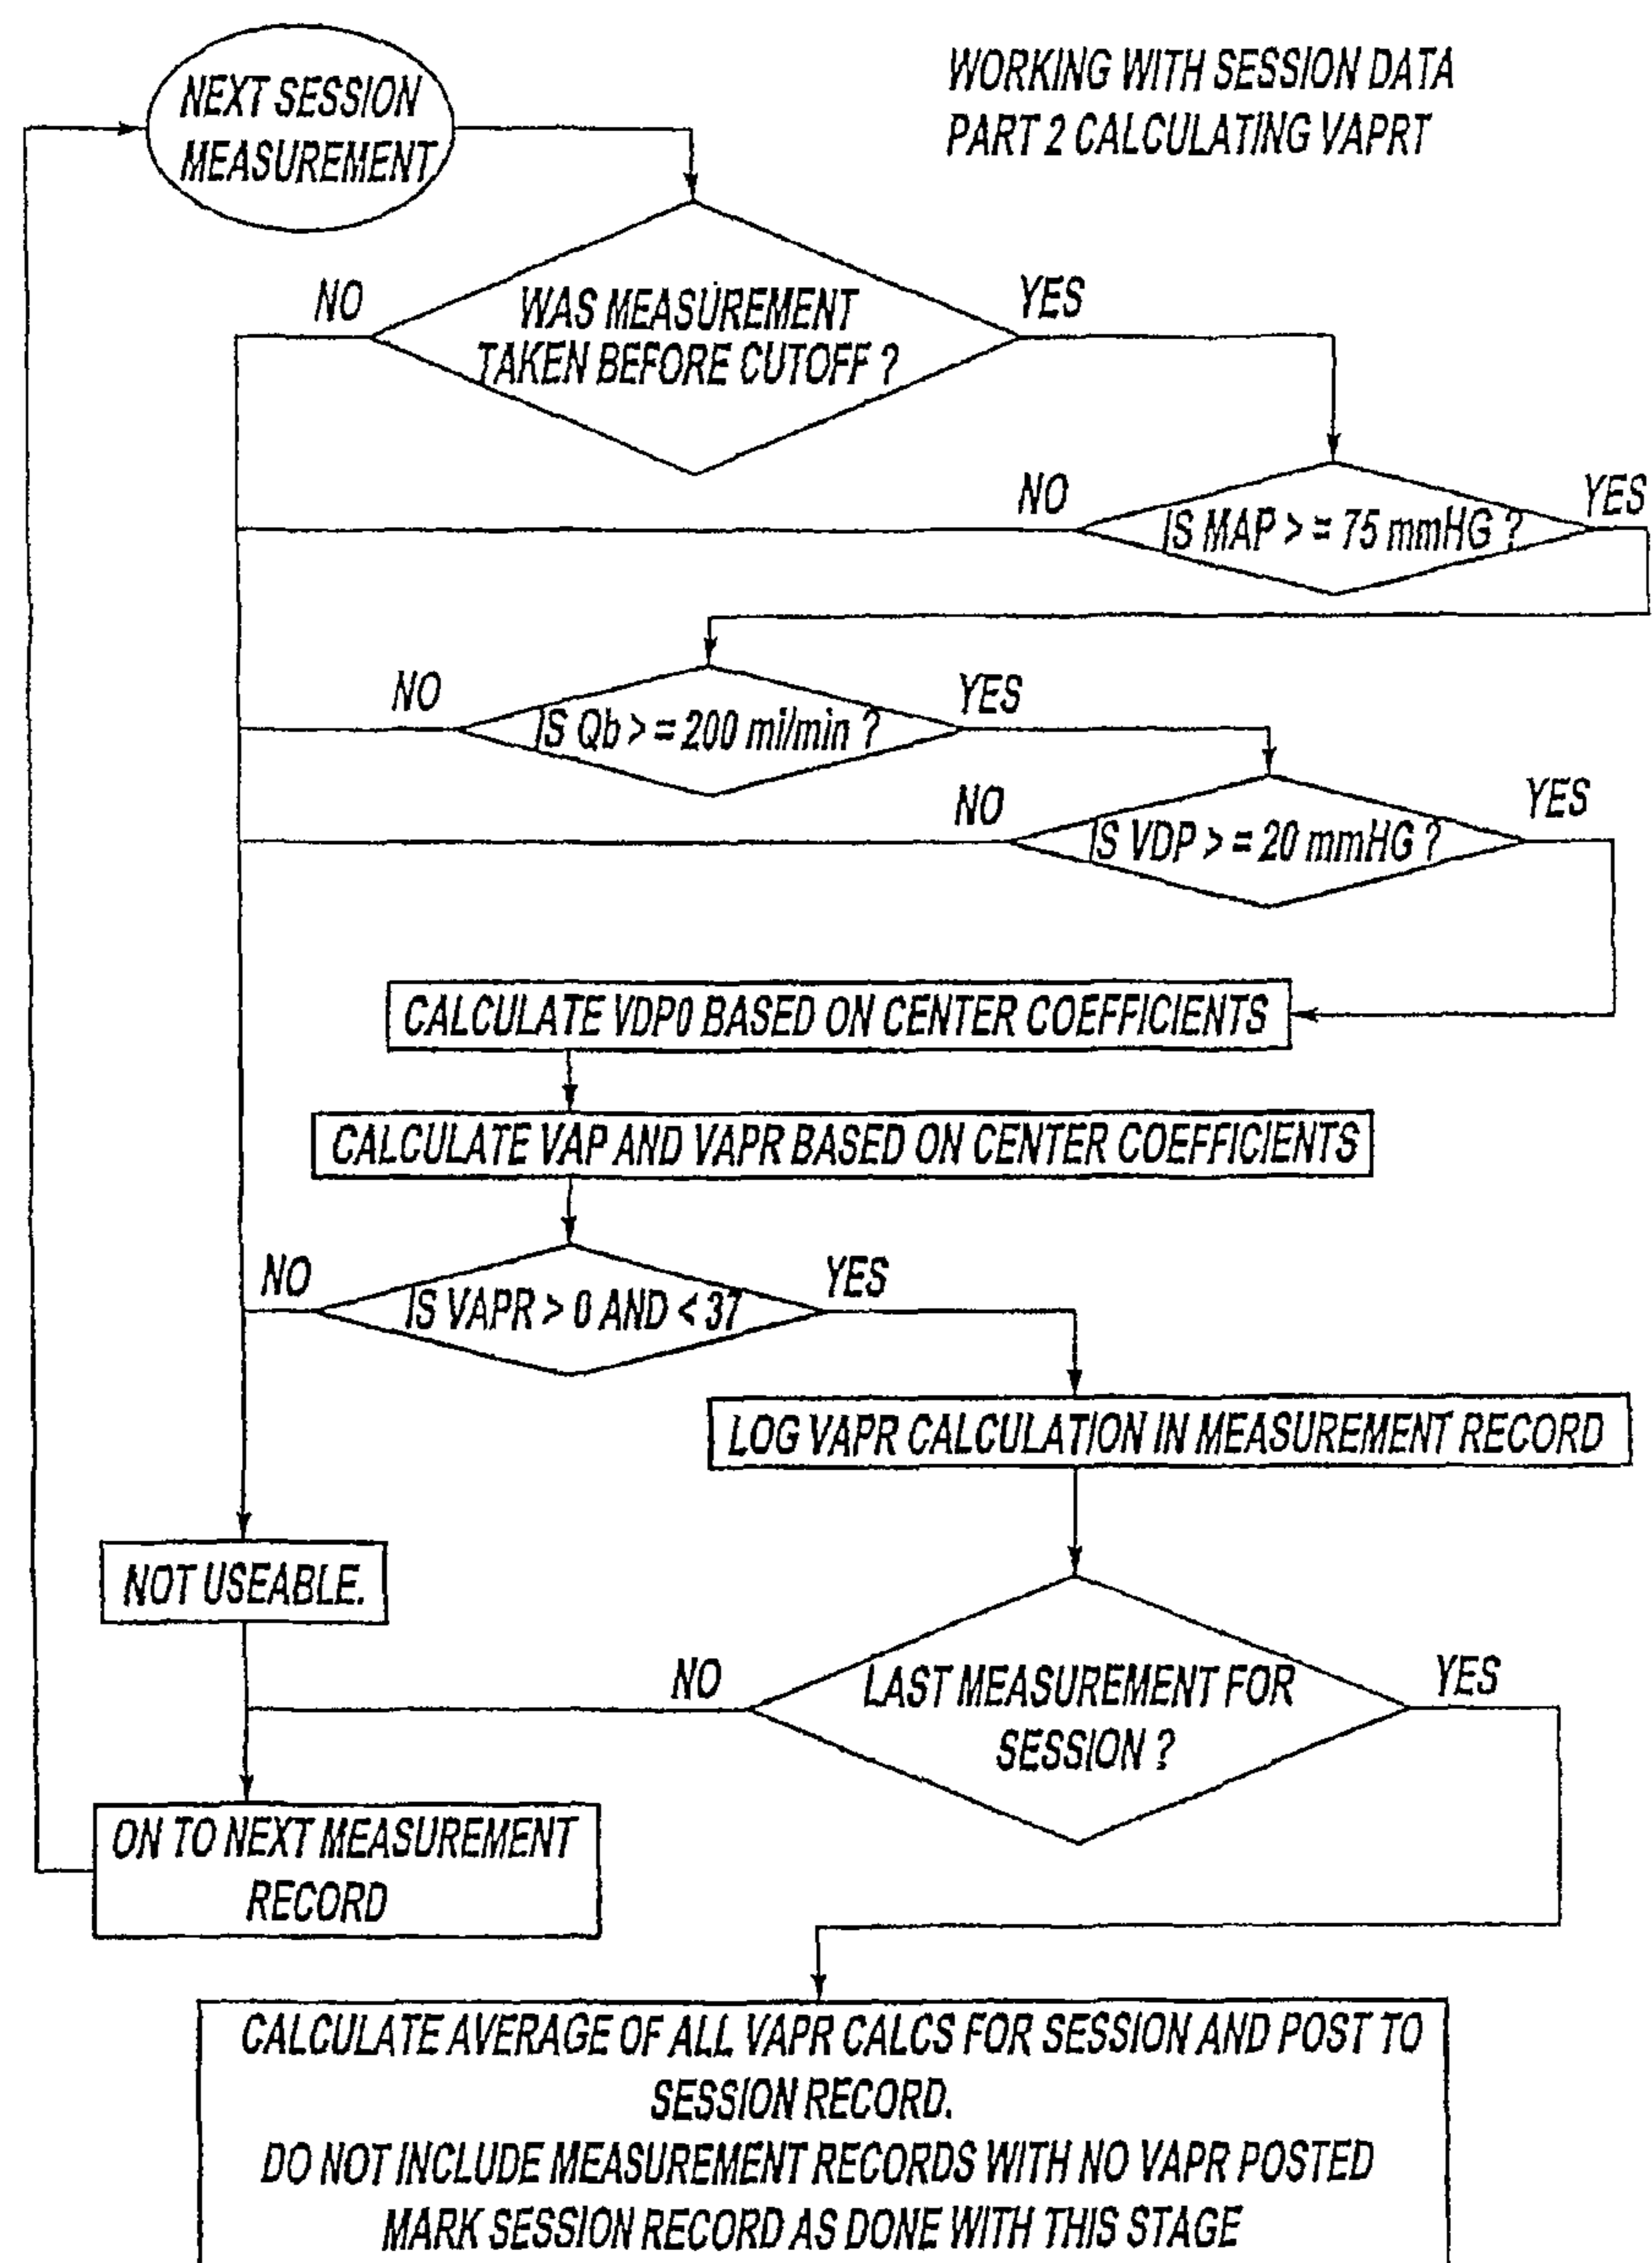 NEXT SESSION
MEASUREMENT
WORKING WITH SESSION DATA
PART 2 CALCULATING VAPRT
NO
YES
WAS MEASUREMENT
TAKEN BEFORE CUTOFF ?
NO
YES
IS MAP > = 75 mmHG ?
NO
YES
IS Qb > = 200 mi/min ?
NO
YES
IS VDP > = 20 mmHG ?
CALCULATE VDP0 BASED ON CENTER COEFFICIENTS
CALCULATE VAP AND VAPR BASED ON CENTER COEFFICIENTS
NO
YES
IS VAPR > 0 AND < 37
LOG VAPR CALCULATION IN MEASUREMENT RECORD
NOT USEABLE.
NO
YES
LAST MEASUREMENT FOR
SESSION ?
ON TO NEXT MEASUREMENT
RECORD
CALCULATE AVERAGE OF ALL VAPR CALCS FOR SESSION AND POST TO
SESSION RECORD.
DO NOT INCLUDE MEASUREMENT RECORDS WITH NO VAPR POSTED
MARK SESSION RECORD AS DONE WITH THIS STAGE